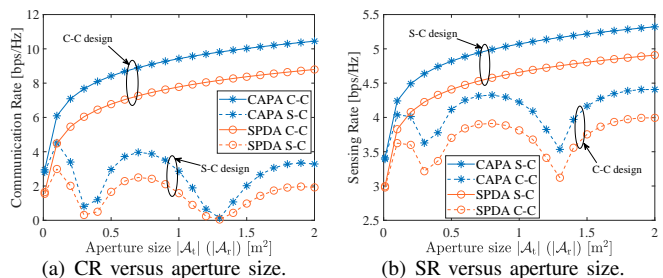 Communication Rate [bps/Hz]
12
10
8
6
4
2
0
C-C design
CAPA C-C
CAPA S-C
SPDA C-C
SPDA S-C
S-C design
0 0.5 1 1.5 2
Aperture size |𝒜ₜ| (|𝒜ᵣ|) [m²]
(a) CR versus aperture size.
Sensing Rate [bps/Hz]
5.5
5
4.5
4
3.5
3
2.5
S-C design
CAPA S-C
CAPA C-C
SPDA S-C
SPDA C-C
C-C design
0 0.5 1 1.5 2
Aperture size |𝒜ₜ| (|𝒜ᵣ|) [m²]
(b) SR versus aperture size.